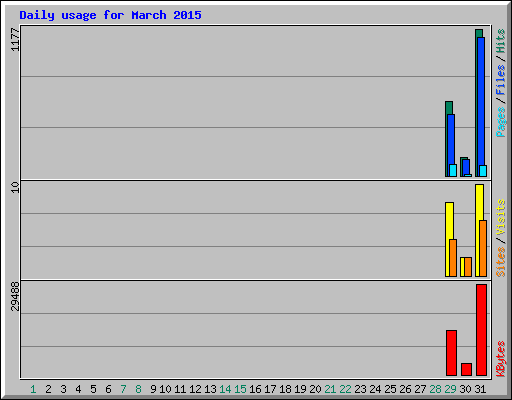 Daily usage for March 2015
1177
10
29488
Pages/Files/Hits
Sites/Visits
KBytes
1 2 3 4 5 6 7 8 9 10 11 12 13 14 15 16 17 18 19 20 21 22 23 24 25 26 27 28 29 30 31